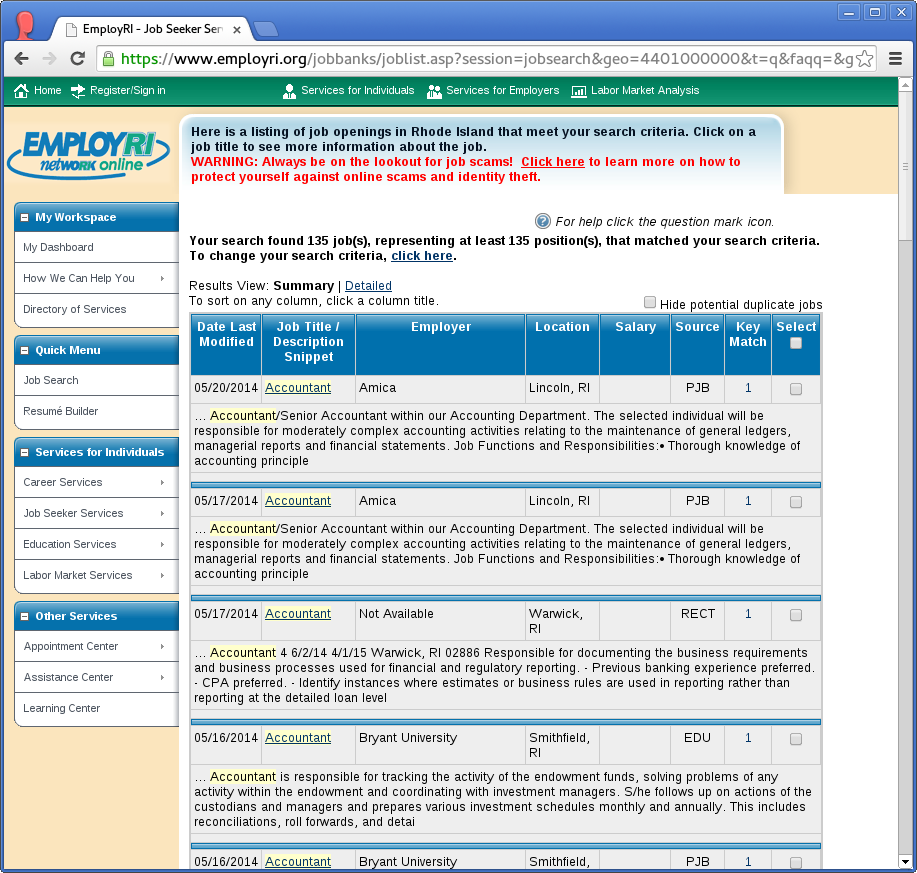 EmployRI - Job Seeker Ser
https://www.employri.org/jobbanks/joblist.asp?session=jobsearch&geo=4401000000&t=q&faqq=&g
Home Register/Sign in Services for Individuals Services for Employers Labor Market Analysis
EMPLOYRI
NETWORK online
Here is a listing of job openings in Rhode Island that meet your search criteria. Click on a
job title to see more information about the job.
WARNING: Always be on the lookout for job scams! Click here to learn more on how to
protect yourself against online scams and identity theft.
My Workspace
My Dashboard
How We Can Help You
Directory of Services
Quick Menu
Job Search
Resumé Builder
Services for Individuals
Career Services
Job Seeker Services
Education Services
Labor Market Services
Other Services
Appointment Center
Assistance Center
Learning Center
? For help click the question mark icon.
Your search found 135 job(s), representing at least 135 position(s), that matched your search criteria.
To change your search criteria, click here.
Results View: Summary | Detailed
To sort on any column, click a column title.
Hide potential duplicate jobs
Date Last Modified Job Title / Description Snippet Employer Location Salary Source Key Match Select
05/20/2014 Accountant Amica Lincoln, RI PJB 1
... Accountant/Senior Accountant within our Accounting Department. The selected individual will be
responsible for moderately complex accounting activities relating to the maintenance of general ledgers,
managerial reports and financial statements. Job Functions and Responsibilities:• Thorough knowledge of
accounting principle
05/17/2014 Accountant Amica Lincoln, RI PJB 1
... Accountant/Senior Accountant within our Accounting Department. The selected individual will be
responsible for moderately complex accounting activities relating to the maintenance of general ledgers,
managerial reports and financial statements. Job Functions and Responsibilities:• Thorough knowledge of
accounting principle
05/17/2014 Accountant Not Available Warwick, RI RECT 1
... Accountant 4 6/2/14 4/1/15 Warwick, RI 02886 Responsible for documenting the business requirements
and business processes used for financial and regulatory reporting. - Previous banking experience preferred.
- CPA preferred. - Identify instances where estimates or business rules are used in reporting rather than
reporting at the detailed loan level
05/16/2014 Accountant Bryant University Smithfield, RI EDU 1
... Accountant is responsible for tracking the activity of the endowment funds, solving problems of any
activity within the endowment and coordinating with investment managers. S/he follows up on actions of the
custodians and managers and prepares various investment schedules monthly and annually. This includes
reconciliations, roll forwards, and detai
05/16/2014 Accountant Bryant University Smithfield, PJB 1